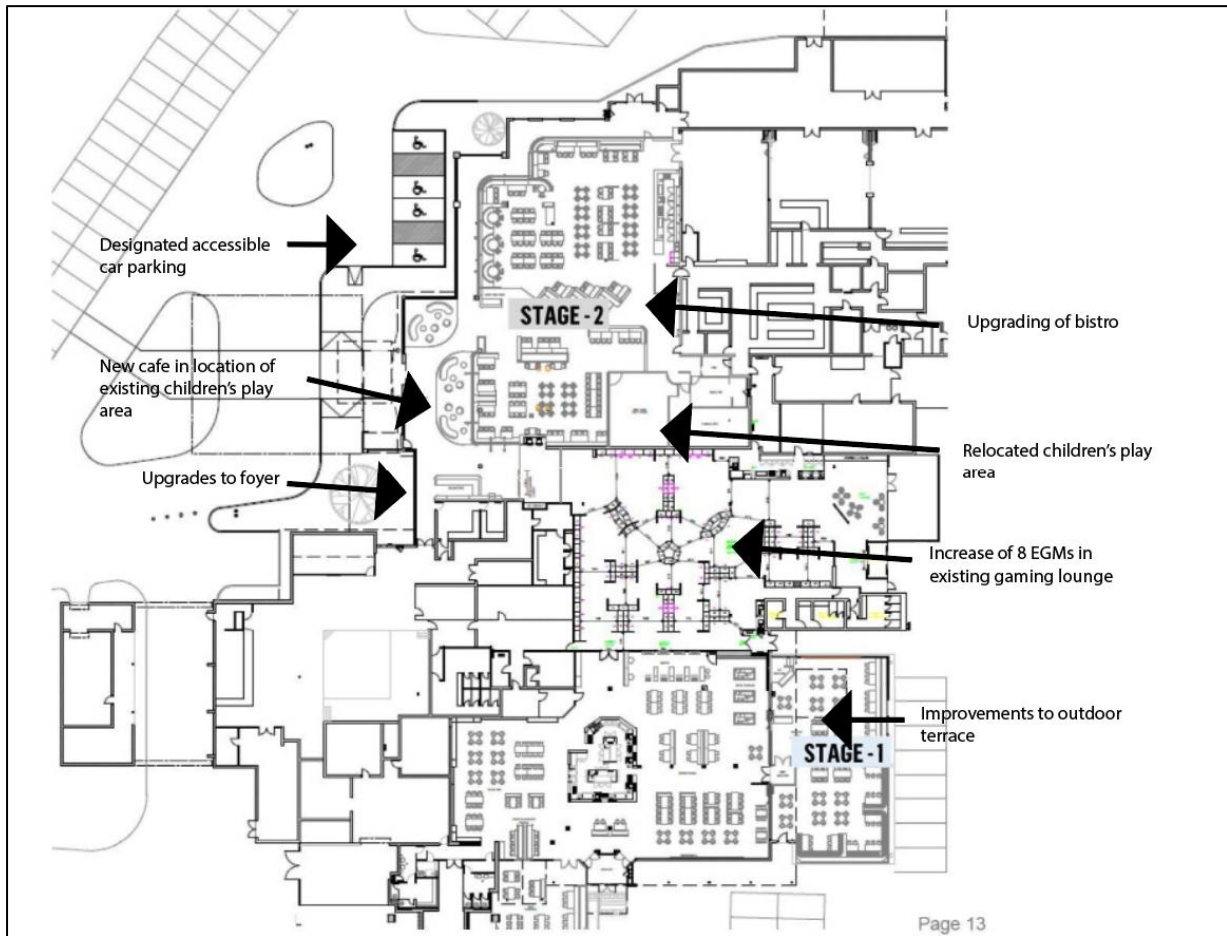 Designated accessible
car parking
STAGE - 2
Upgrading of bistro
New cafe in location of
existing children's play
area
Relocated children's play
area
Upgrades to foyer
Increase of 8 EGMs in
existing gaming lounge
Improvements to outdoor
terrace
STAGE - 1
Page 13